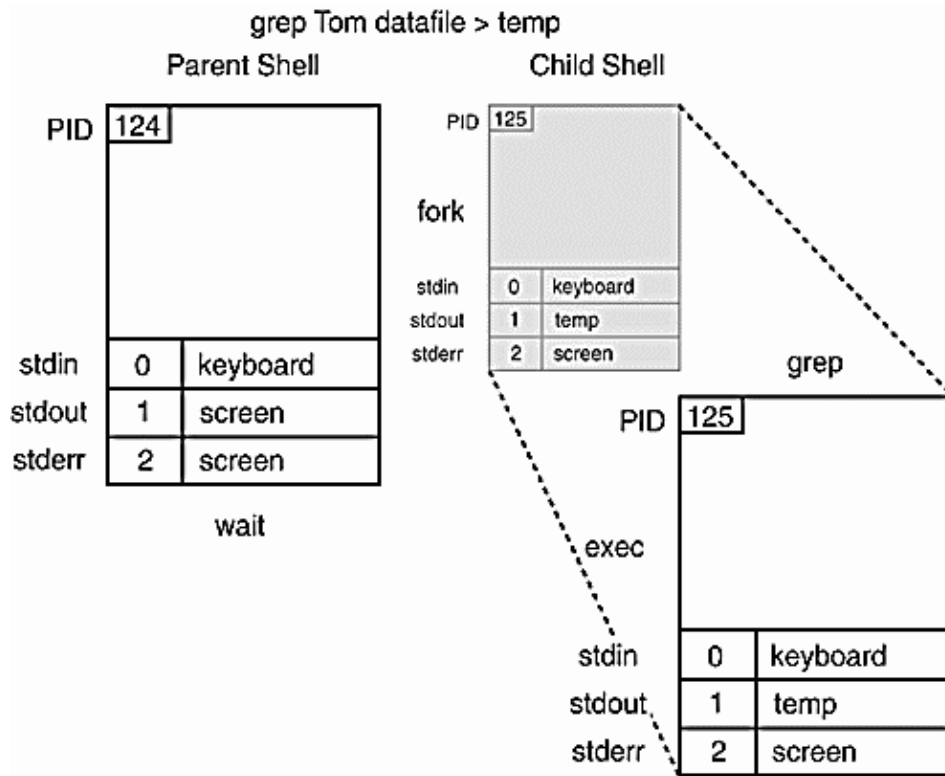 grep Tom datafile > temp
Parent Shell
Child Shell
PID 124
PID 125
fork
stdin 0 keyboard
stdout 1 temp
stderr 2 screen
stdin 0 keyboard
stdout 1 screen
stderr 2 screen
wait
grep
PID 125
exec
stdin 0 keyboard
stdout 1 temp
stderr 2 screen